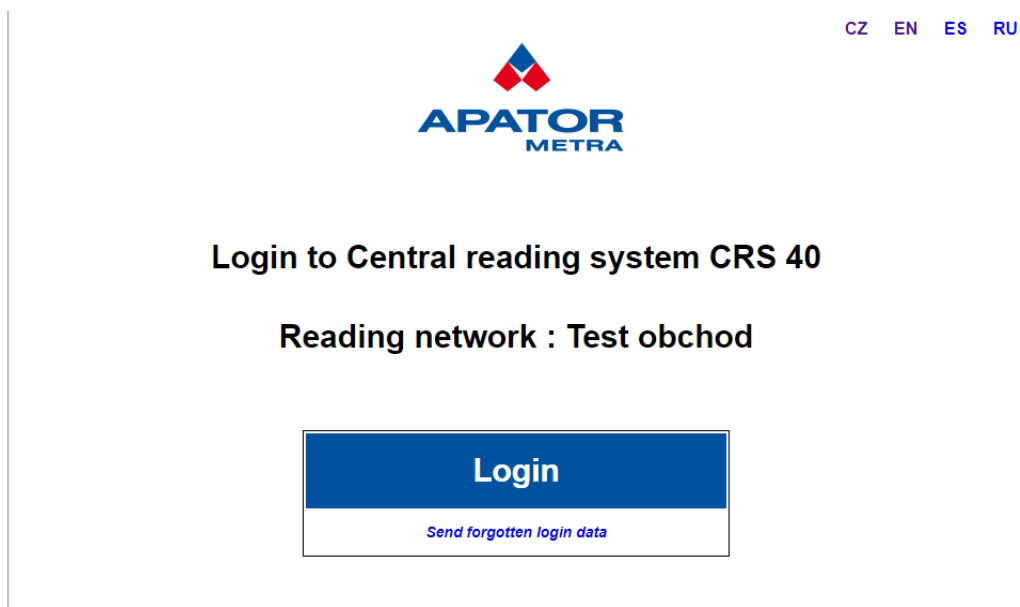 CZ EN ES RU
APATOR
METRA
Login to Central reading system CRS 40
Reading network : Test obchod
Login
Send forgotten login data